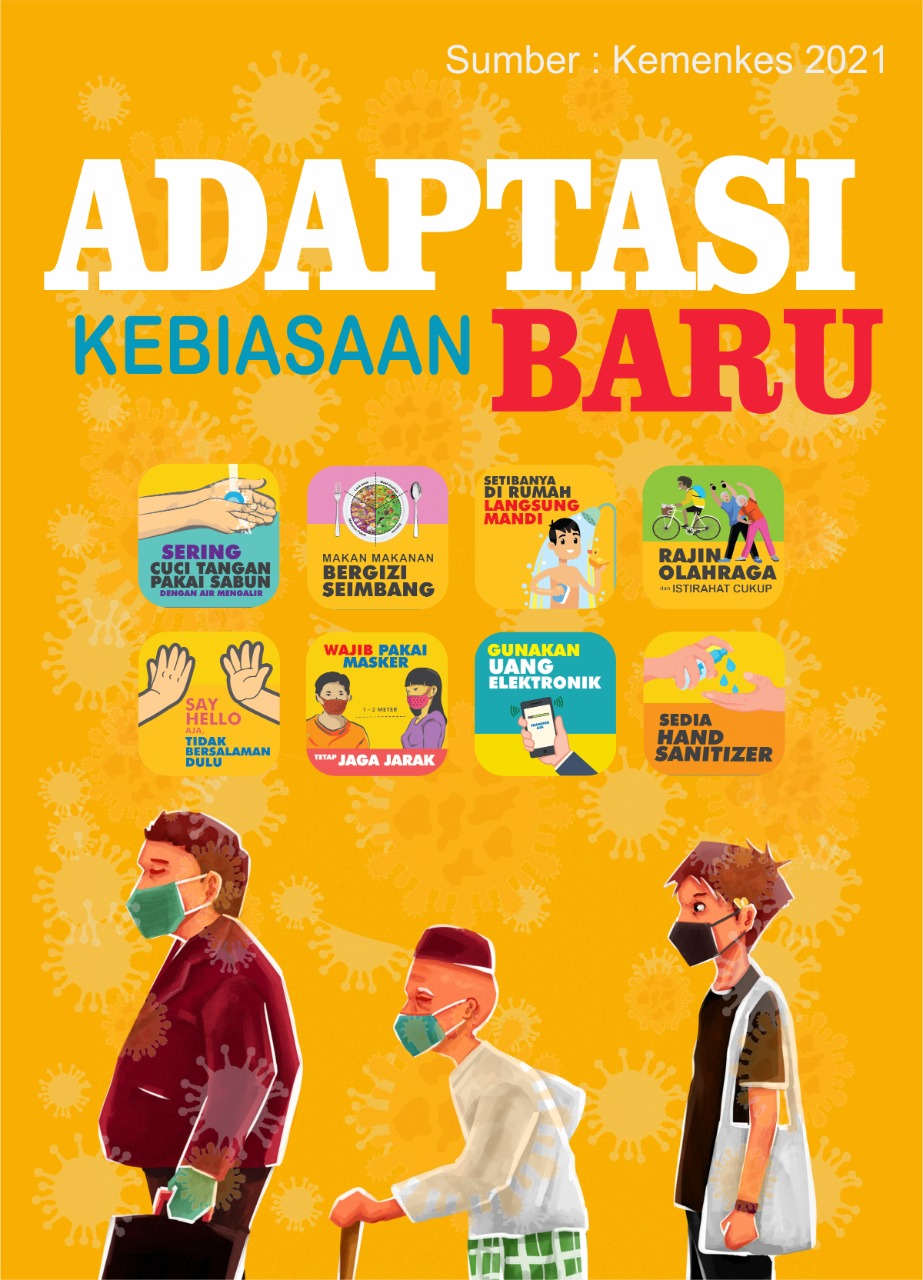 Sumber : Kemenkes 2021
ADAPTASI
KEBIASAAN BARU
SERING
CUCI TANGAN
PAKAI SABUN
DENGAN AIR MENGALIR
MAKAN MAKANAN
BERGIZI
SEIMBANG
SETIBANYA
DI RUMAH
LANGSUNG
MANDI
RAJIN
OLAHRAGA
dan ISTIRAHAT CUKUP
SAY
HELLO
AJA,
TIDAK
BERSALAMAN
DULU
WAJIB PAKAI
MASKER
1-2 METER
TETAP JAGA JARAK
GUNAKAN
UANG
ELEKTRONIK
SEDIA
HAND
SANITIZER